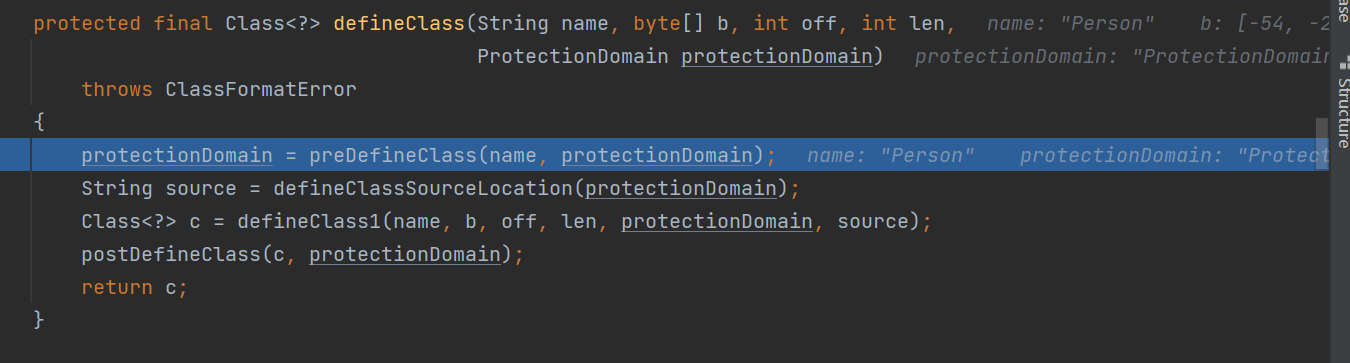 protected final Class<?> defineClass(String name, byte[] b, int off, int len, name: "Person" b: [-54, -2
ProtectionDomain protectionDomain) protectionDomain: "ProtectionDomain
throws ClassFormatError
{
protectionDomain = preDefineClass(name, protectionDomain); name: "Person" protectionDomain: "Protect
String source = defineClassSourceLocation(protectionDomain);
Class<?> c = defineClass1(name, b, off, len, protectionDomain, source);
postDefineClass(c, protectionDomain);
return c;
}
ase
Structure